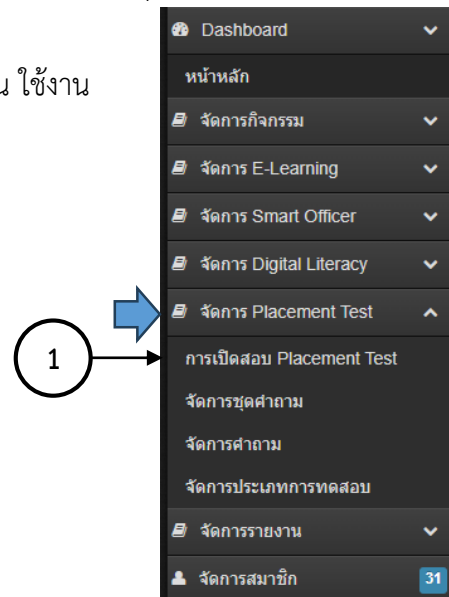 Dashboard
หน้าหลัก
น ใช้งาน
จัดการกิจกรรม
จัดการ E-Learning
จัดการ Smart Officer
จัดการ Digital Literacy
จัดการ Placement Test
1
การเปิดสอบ Placement Test
จัดการชุดคำถาม
จัดการคำถาม
จัดการประเภทการทดสอบ
จัดการรายงาน
จัดการสมาชิก 31